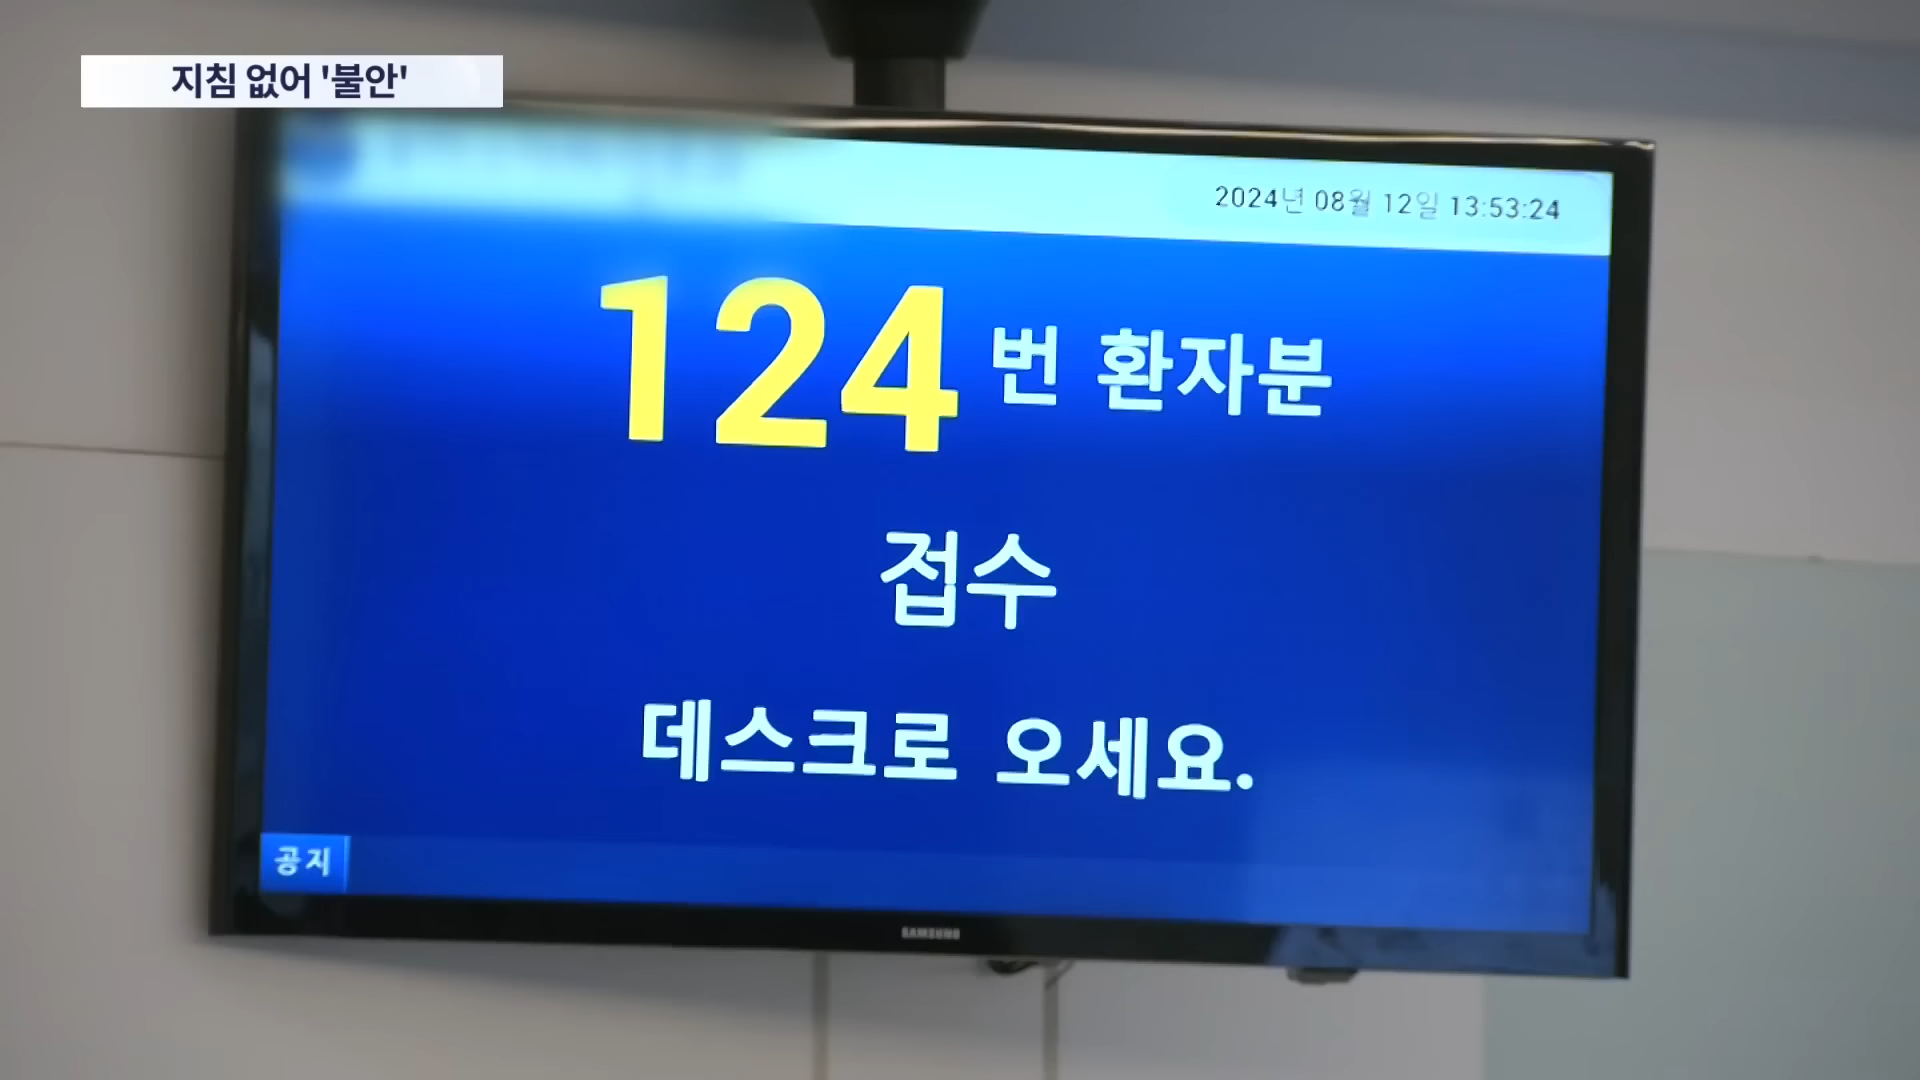 지침 없어 '불안'
2024년 08월 12일 13:53:24
124 번 환자분
접수
데스크로 오세요.
공지
SAMSUNG